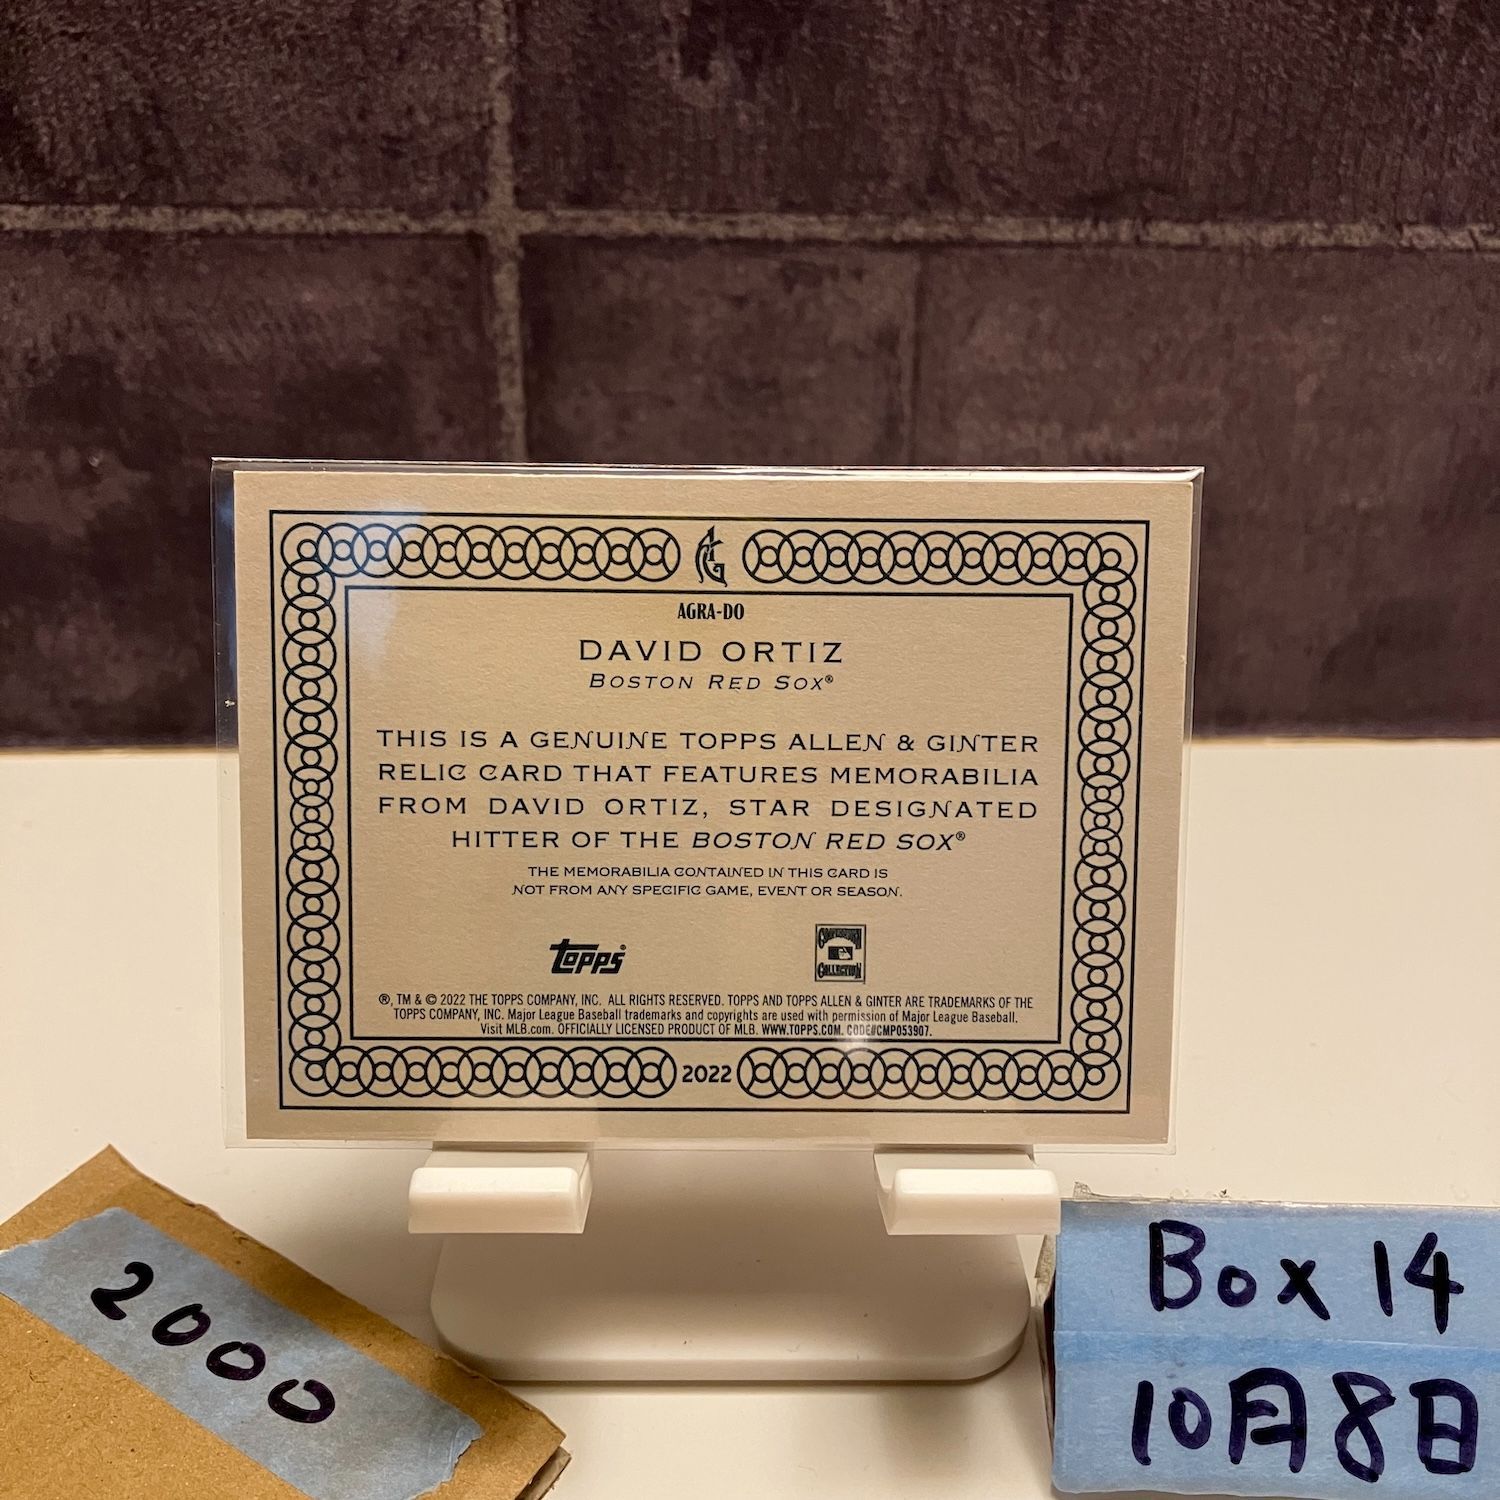 AG
AGRA-DO
DAVID ORTIZ
BOSTON RED SOX®
THIS IS A GENUINE TOPPS ALLEN & GINTER
RELIC CARD THAT FEATURES MEMORABILIA
FROM DAVID ORTIZ, STAR DESIGNATED
HITTER OF THE BOSTON RED SOX®
THE MEMORABILIA CONTAINED IN THIS CARD IS
NOT FROM ANY SPECIFIC GAME, EVENT OR SEASON.
Topps®
COOPERSTOWN
COLLECTION
®, TM & © 2022 THE TOPPS COMPANY, INC. ALL RIGHTS RESERVED. TOPPS AND TOPPS ALLEN & GINTER ARE TRADEMARKS OF THE
TOPPS COMPANY, INC. Major League Baseball trademarks and copyrights are used with permission of Major League Baseball.
Visit MLB.com. OFFICIALLY LICENSED PRODUCT OF MLB. WWW.TOPPS.COM. CODE#CMP053907.
2022
2000
Box 14
10月8日